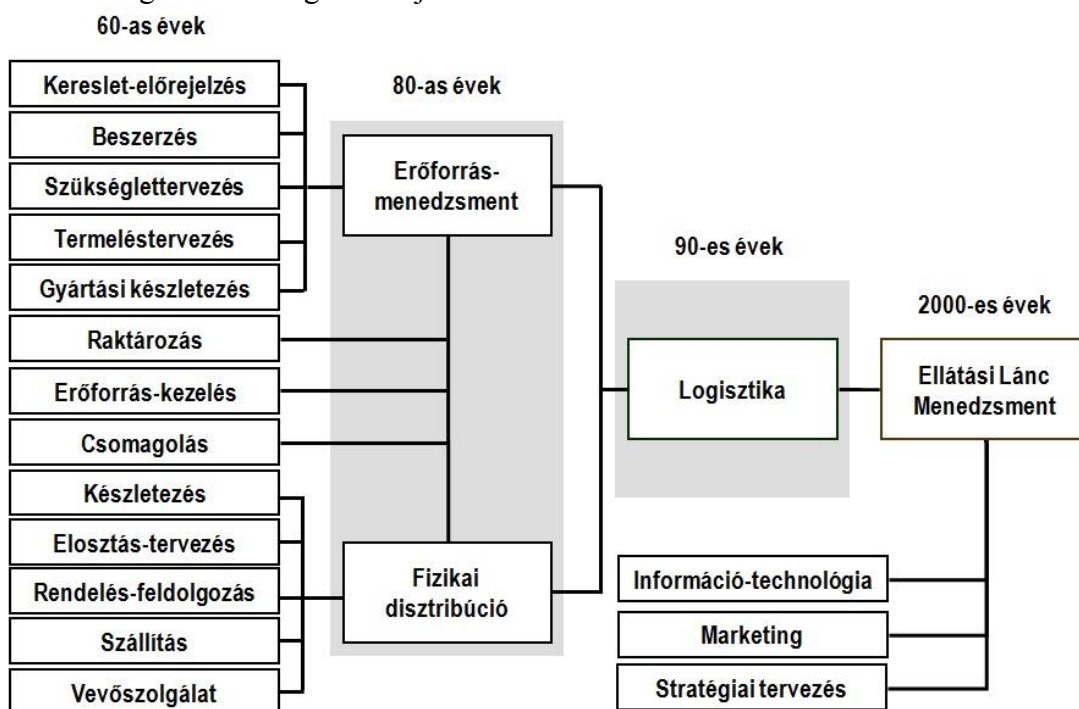 60-as évek
Kereslet-előrejelzés
Beszerzés
Szükséglettervezés
Termeléstervezés
Gyártási készletezés
Raktározás
Erőforrás-kezelés
Csomagolás
Készletezés
Elosztás-tervezés
Rendelés-feldolgozás
Szállítás
Vevőszolgálat
80-as évek
Erőforrás-
menedzsment
Fizikai
disztribúció
90-es évek
Logisztika
2000-es évek
Ellátási Lánc
Menedzsment
Információ-technológia
Marketing
Stratégiai tervezés